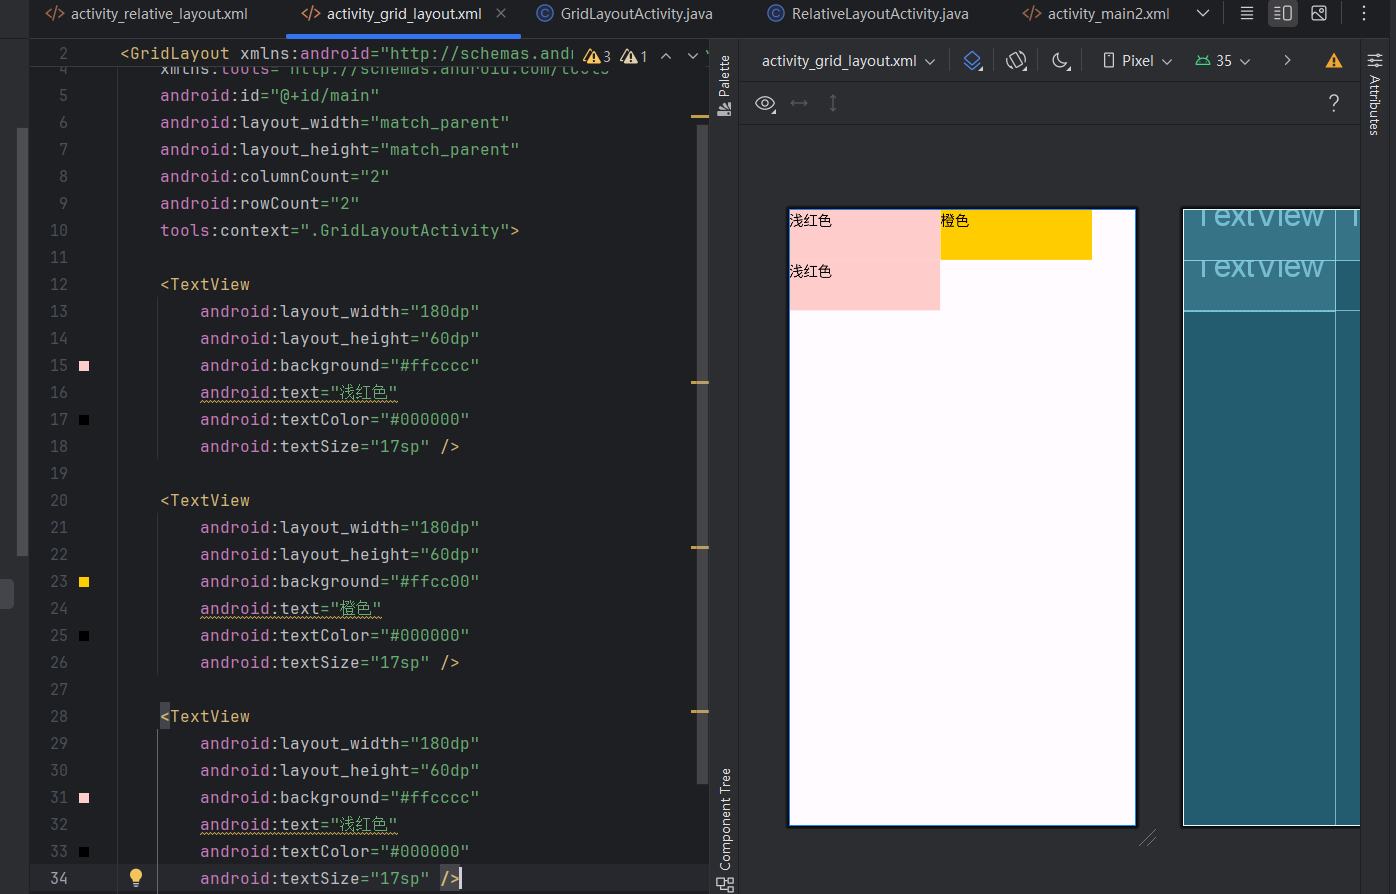 activity_relative_layout.xml
activity_grid_layout.xml
GridLayoutActivity.java
RelativeLayoutActivity.java
activity_main2.xml
2 <GridLayout xmlns:android="http://schemas.andr
3 1
4 xmlns:tools="http://schemas.android.com/tools"
5 android:id="@+id/main"
6 android:layout_width="match_parent"
7 android:layout_height="match_parent"
8 android:columnCount="2"
9 android:rowCount="2"
10 tools:context=".GridLayoutActivity">
11
12 <TextView
13 android:layout_width="180dp"
14 android:layout_height="60dp"
15 android:background="#ffcccc"
16 android:text="浅红色"
17 android:textColor="#000000"
18 android:textSize="17sp" />
19
20 <TextView
21 android:layout_width="180dp"
22 android:layout_height="60dp"
23 android:background="#ffcc00"
24 android:text="橙色"
25 android:textColor="#000000"
26 android:textSize="17sp" />
27
28 <TextView
29 android:layout_width="180dp"
30 android:layout_height="60dp"
31 android:background="#ffcccc"
32 android:text="浅红色"
33 android:textColor="#000000"
34 android:textSize="17sp" />
Palette
Component Tree
activity_grid_layout.xml
Pixel
35
?
浅红色
橙色
浅红色
TextView
TextView
Attributes